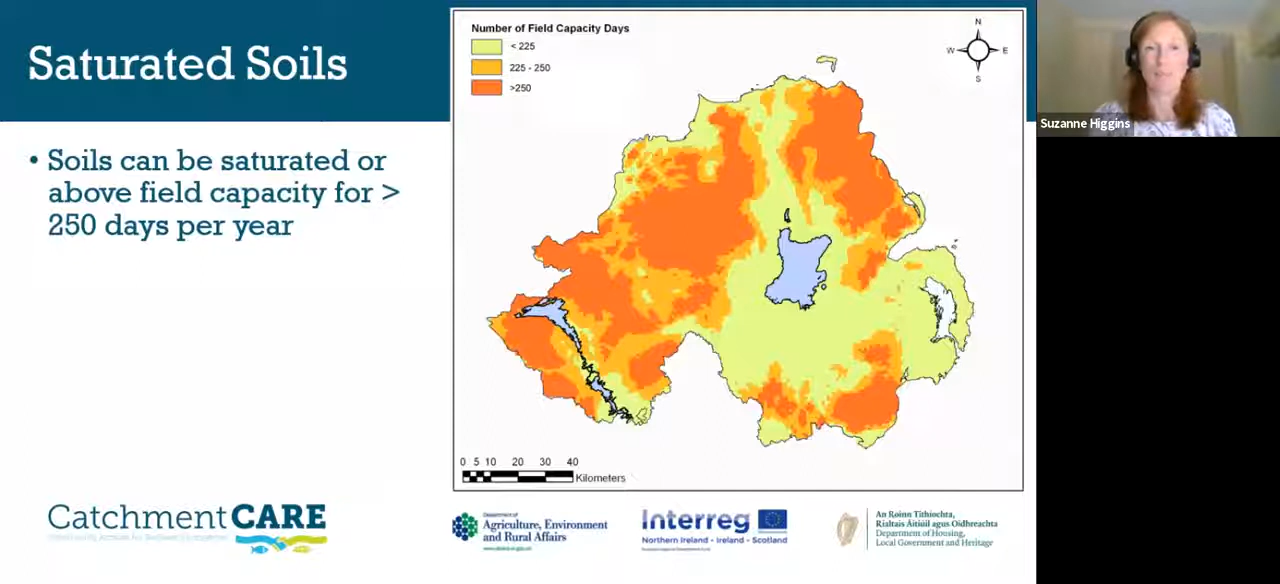 Saturated Soils
• Soils can be saturated or
above field capacity for >
250 days per year
Number of Field Capacity Days
< 225
225 - 250
>250
N
W
E
S
0 5 10 20 30 40
Kilometers
Suzanne Higgins
CatchmentCARE
Department of
Agriculture, Environment
and Rural Affairs
Interreg
Northern Ireland - Ireland - Scotland
An Roinn Tithíochta,
Rialtais Áitiúil agus Oidhreachta
Department of Housing,
Local Government and Heritage